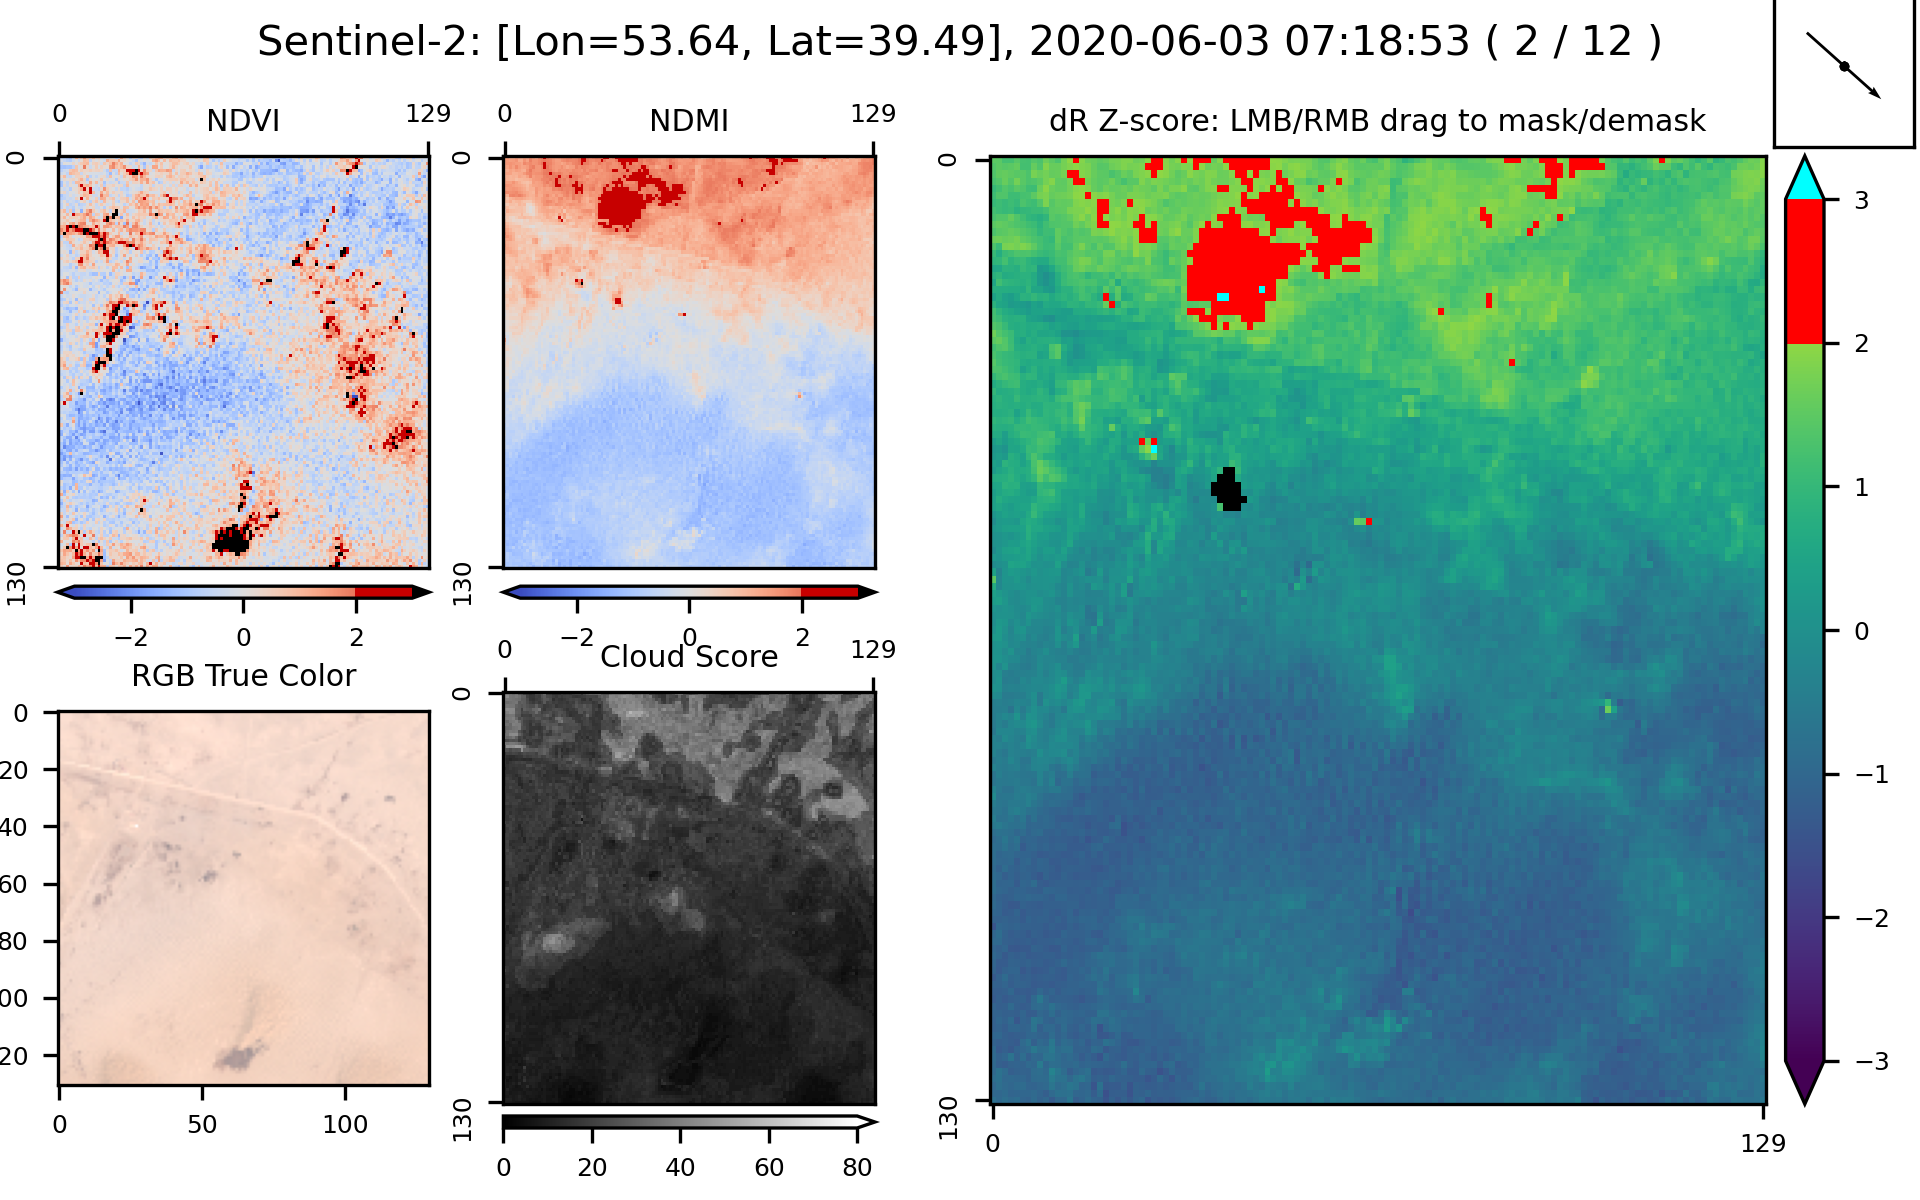 Sentinel-2: [Lon=53.64, Lat=39.49], 2020-06-03 07:18:53 ( 2 / 12 )
0 129
NDVI
0
130
−2 0 2
0 129
NDMI
0
130
−2 0 2
dR Z-score: LMB/RMB drag to mask/demask
0
130
0 129
3
2
1
0
−1
−2
−3
RGB True Color
0
20
40
60
80
00
20
0 50 100
0 129
Cloud Score
0
130
0 20 40 60 80